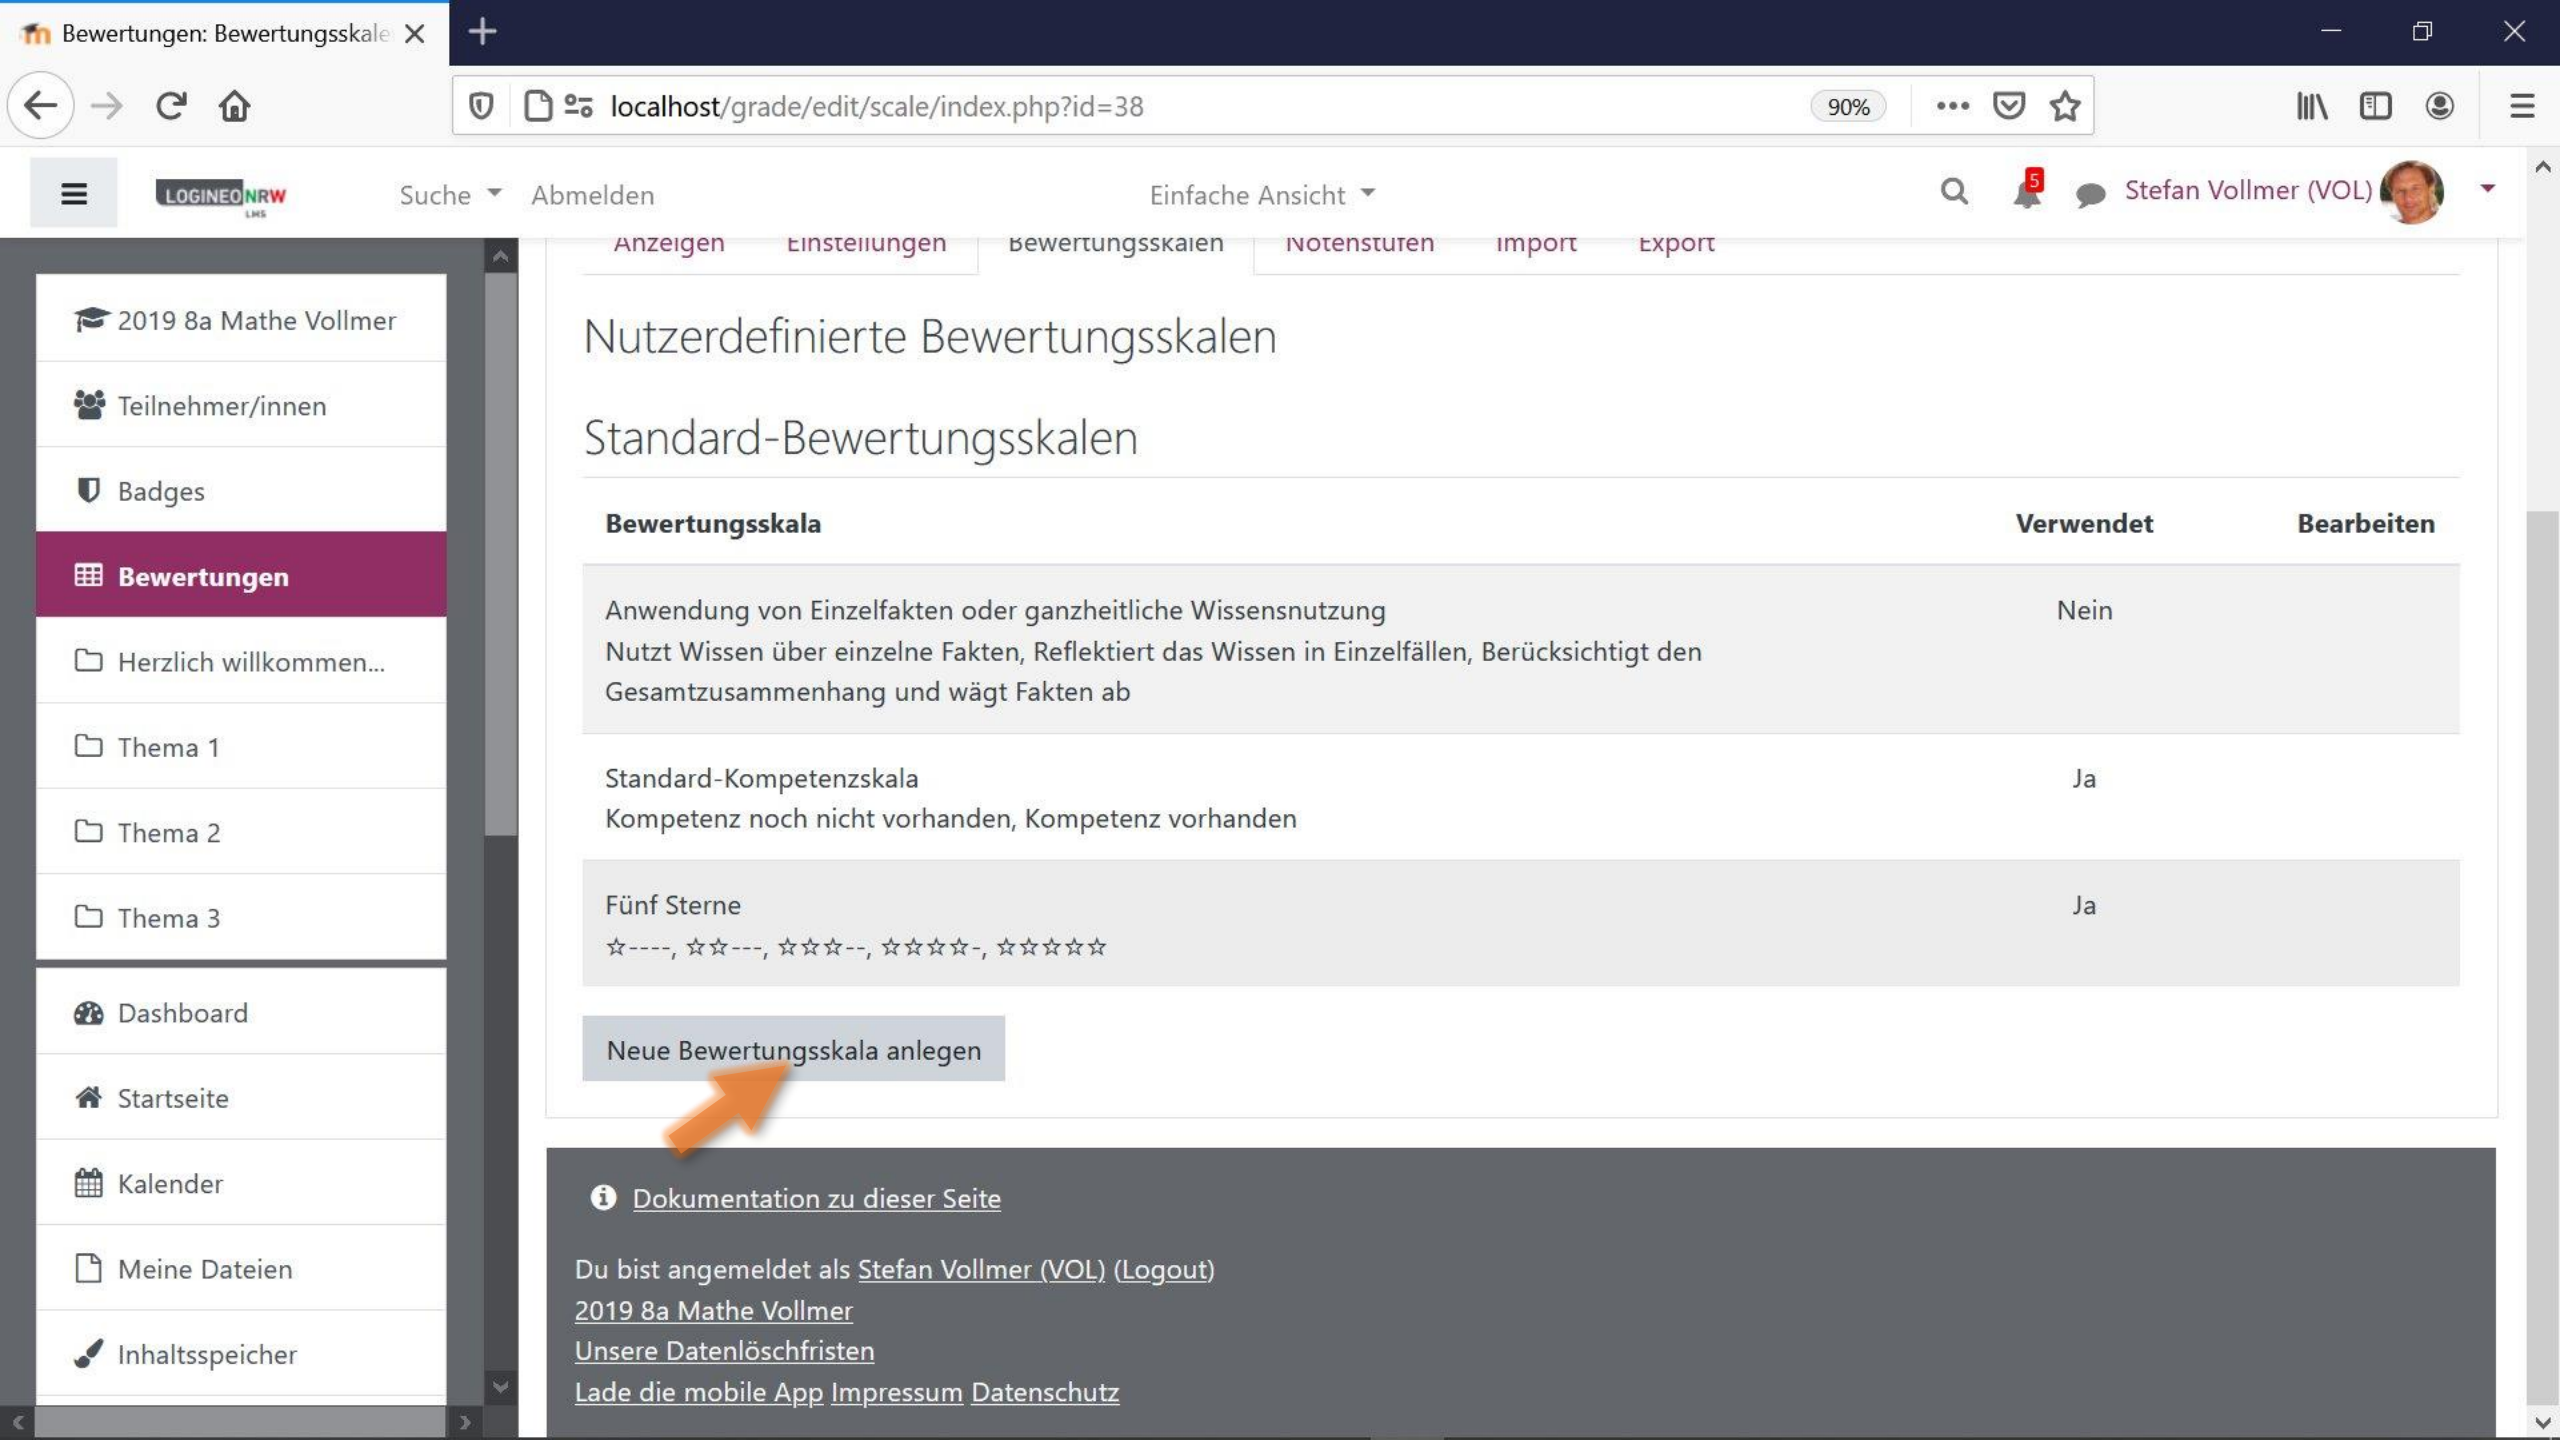 Bewertungen: Bewertungsskale
localhost/grade/edit/scale/index.php?id=38
90%
LOGINEO NRW
LMS
Suche
Abmelden
Einfache Ansicht
5
Stefan Vollmer (VOL)
Anzeigen
Einstellungen
Bewertungsskalen
Notenstufen
Import
Export
2019 8a Mathe Vollmer
Teilnehmer/innen
Badges
Bewertungen
Herzlich willkommen...
Thema 1
Thema 2
Thema 3
Dashboard
Startseite
Kalender
Meine Dateien
Inhaltsspeicher
Nutzerdefinierte Bewertungsskalen
Standard-Bewertungsskalen
Bewertungsskala Verwendet Bearbeiten
Anwendung von Einzelfakten oder ganzheitliche Wissensnutzung Nein
Nutzt Wissen über einzelne Fakten, Reflektiert das Wissen in Einzelfällen, Berücksichtigt den
Gesamtzusammenhang und wägt Fakten ab
Standard-Kompetenzskala Ja
Kompetenz noch nicht vorhanden, Kompetenz vorhanden
Fünf Sterne Ja
☆----, ☆☆---, ☆☆☆--, ☆☆☆☆-, ☆☆☆☆☆
Neue Bewertungsskala anlegen
Dokumentation zu dieser Seite
Du bist angemeldet als Stefan Vollmer (VOL) (Logout)
2019 8a Mathe Vollmer
Unsere Datenlöschfristen
Lade die mobile App Impressum Datenschutz